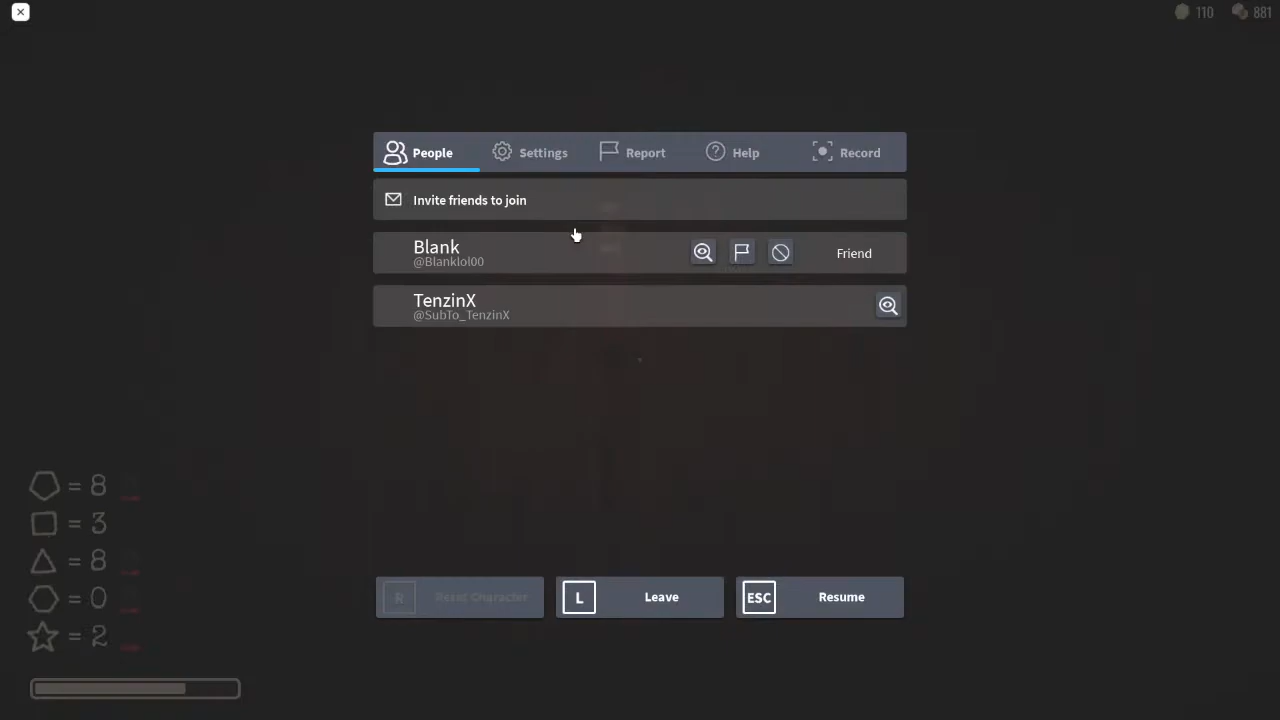 110 881
People Settings Report Help Record
Invite friends to join
Blank
@Blanklol00
Friend
TenzinX
@SubTo_TenzinX
= 8
= 3
= 8
= 0
= 2
R Reset Character L Leave ESC Resume